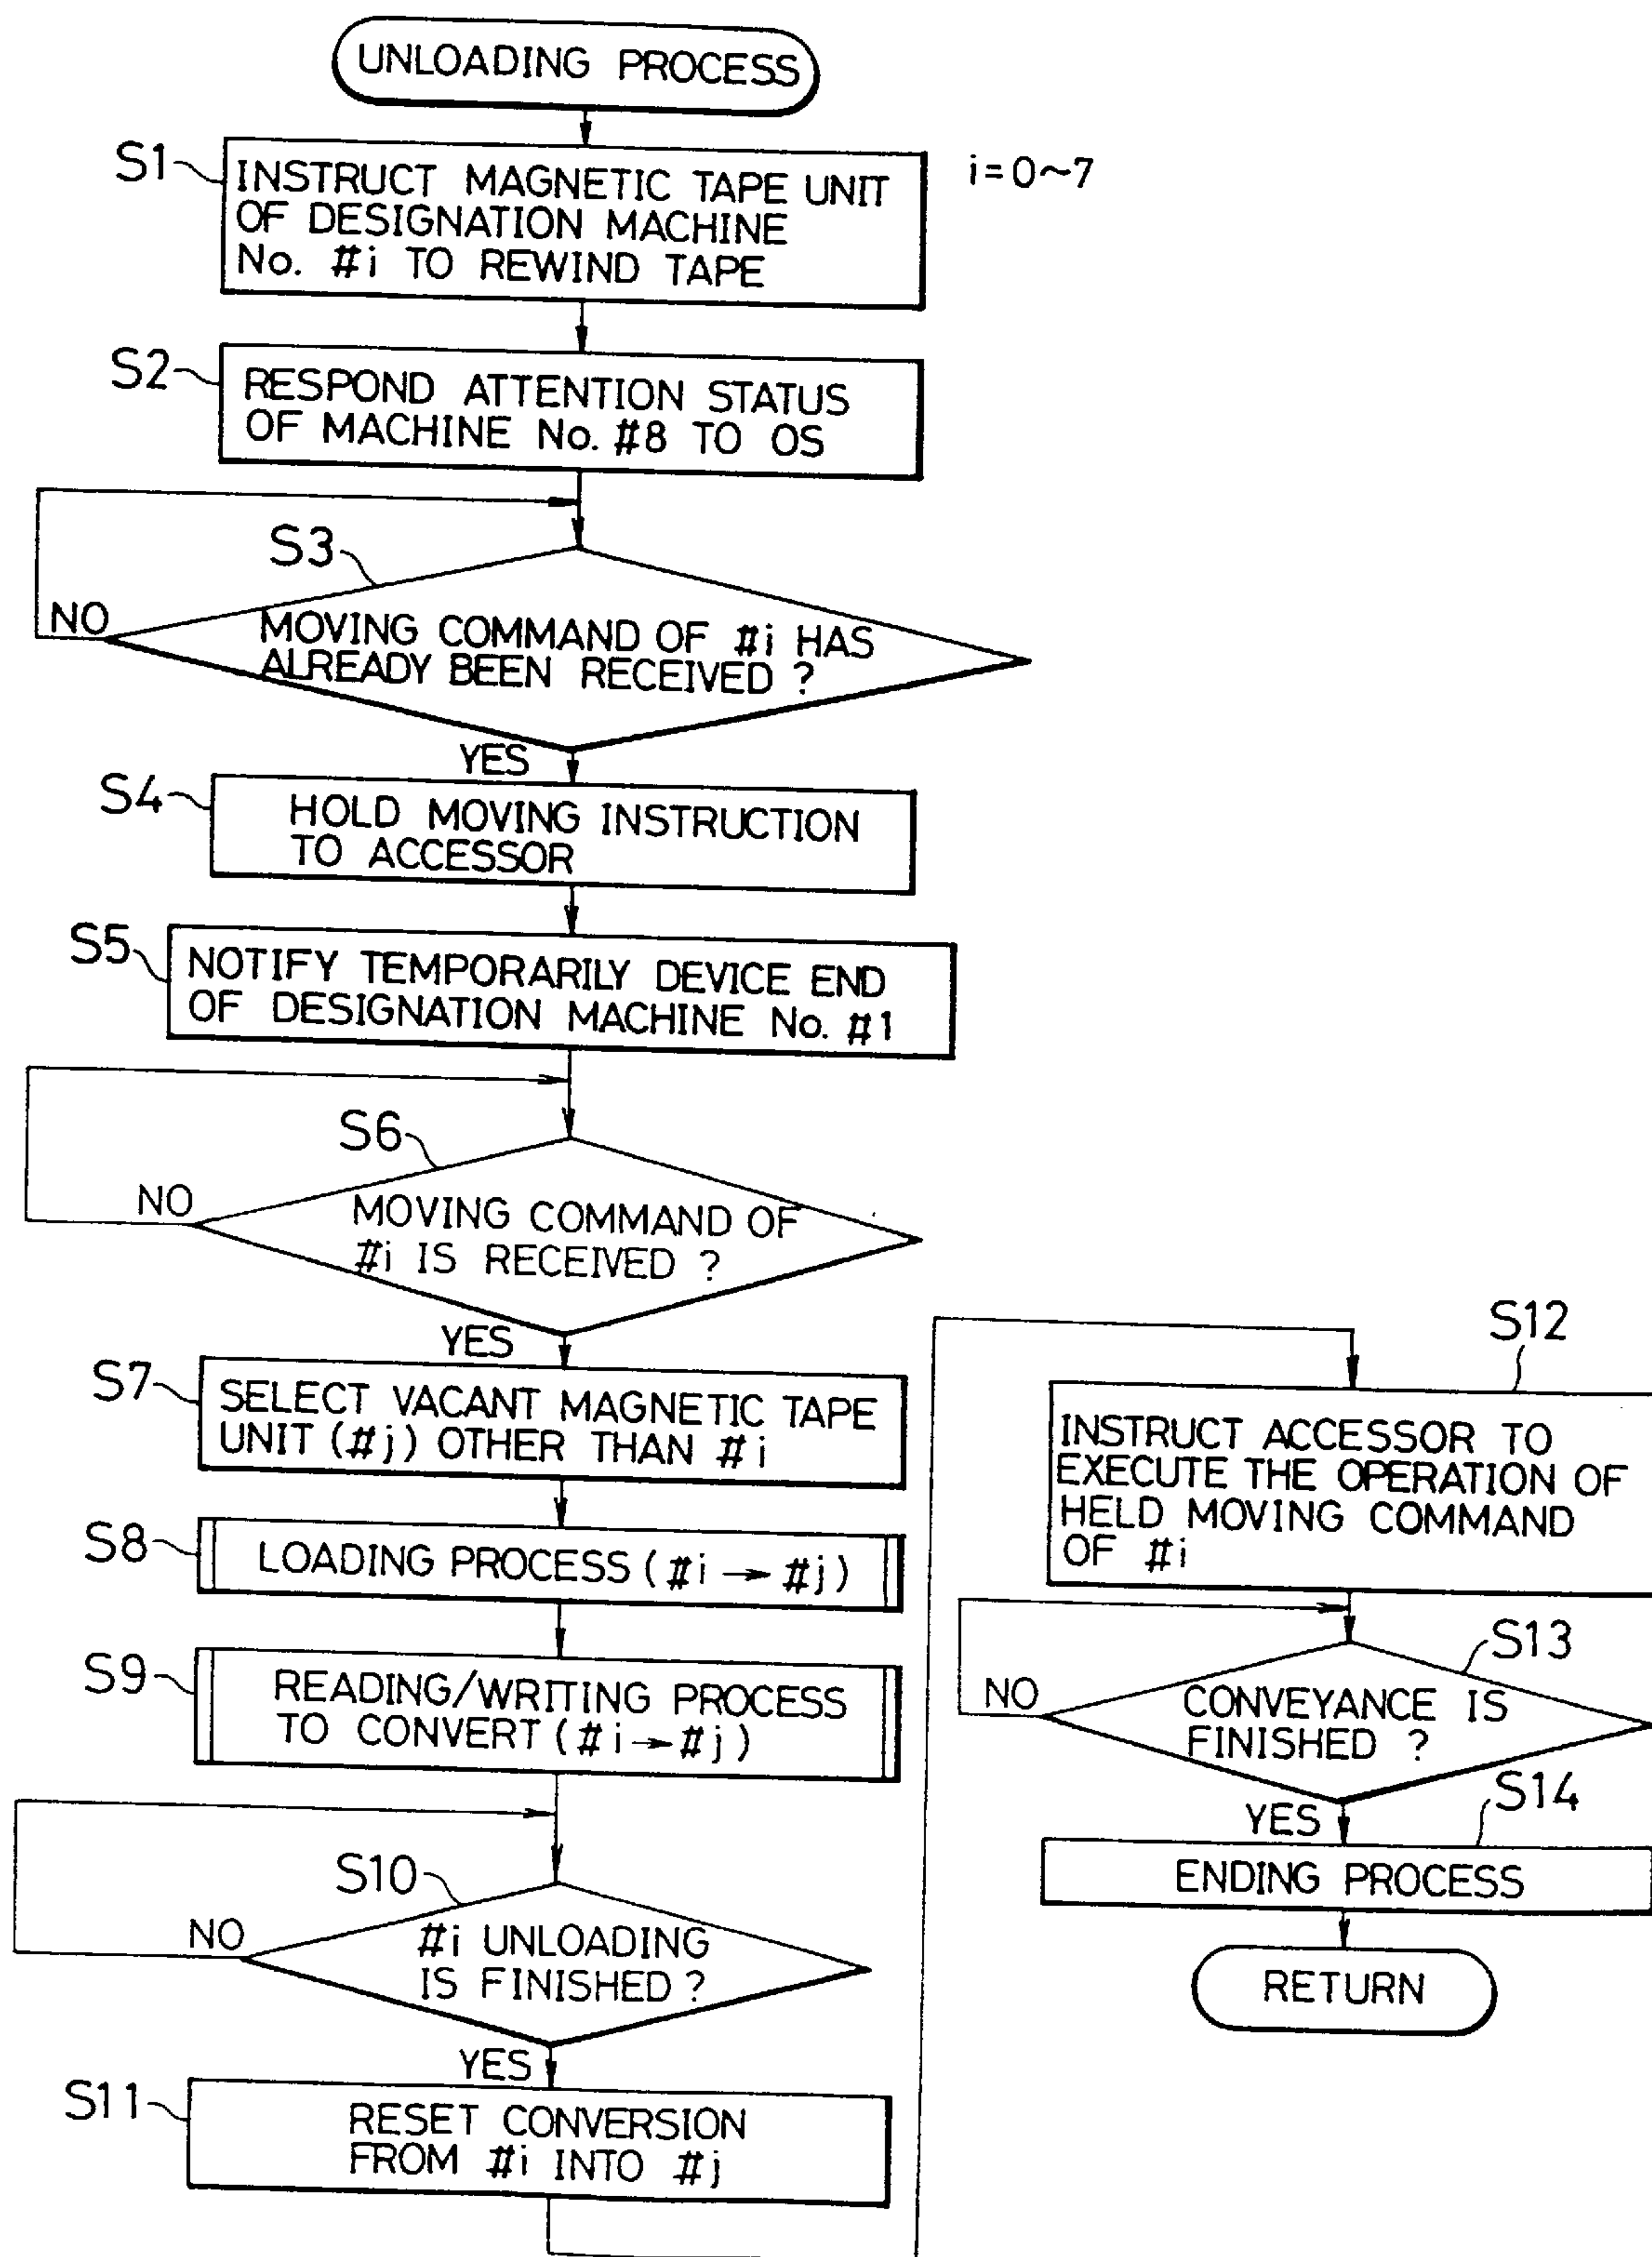 UNLOADING PROCESS
S1
INSTRUCT MAGNETIC TAPE UNIT
OF DESIGNATION MACHINE
No. #i TO REWIND TAPE
i=0~7
S2
RESPOND ATTENTION STATUS
OF MACHINE No. #8 TO OS
S3
NO
MOVING COMMAND OF #i HAS
ALREADY BEEN RECEIVED ?
YES
S4
HOLD MOVING INSTRUCTION
TO ACCESSOR
S5
NOTIFY TEMPORARILY DEVICE END
OF DESIGNATION MACHINE No. #1
S6
NO
MOVING COMMAND OF
#i IS RECEIVED ?
YES
S7
SELECT VACANT MAGNETIC TAPE
UNIT (#j) OTHER THAN #i
S8
LOADING PROCESS (#i → #j)
S9
READING/WRITING PROCESS
TO CONVERT (#i → #j)
S10
NO
#i UNLOADING
IS FINISHED ?
YES
S11
RESET CONVERSION
FROM #i INTO #j
S12
INSTRUCT ACCESSOR TO
EXECUTE THE OPERATION OF
HELD MOVING COMMAND
OF #i
S13
NO
CONVEYANCE IS
FINISHED ?
YES
S14
ENDING PROCESS
RETURN